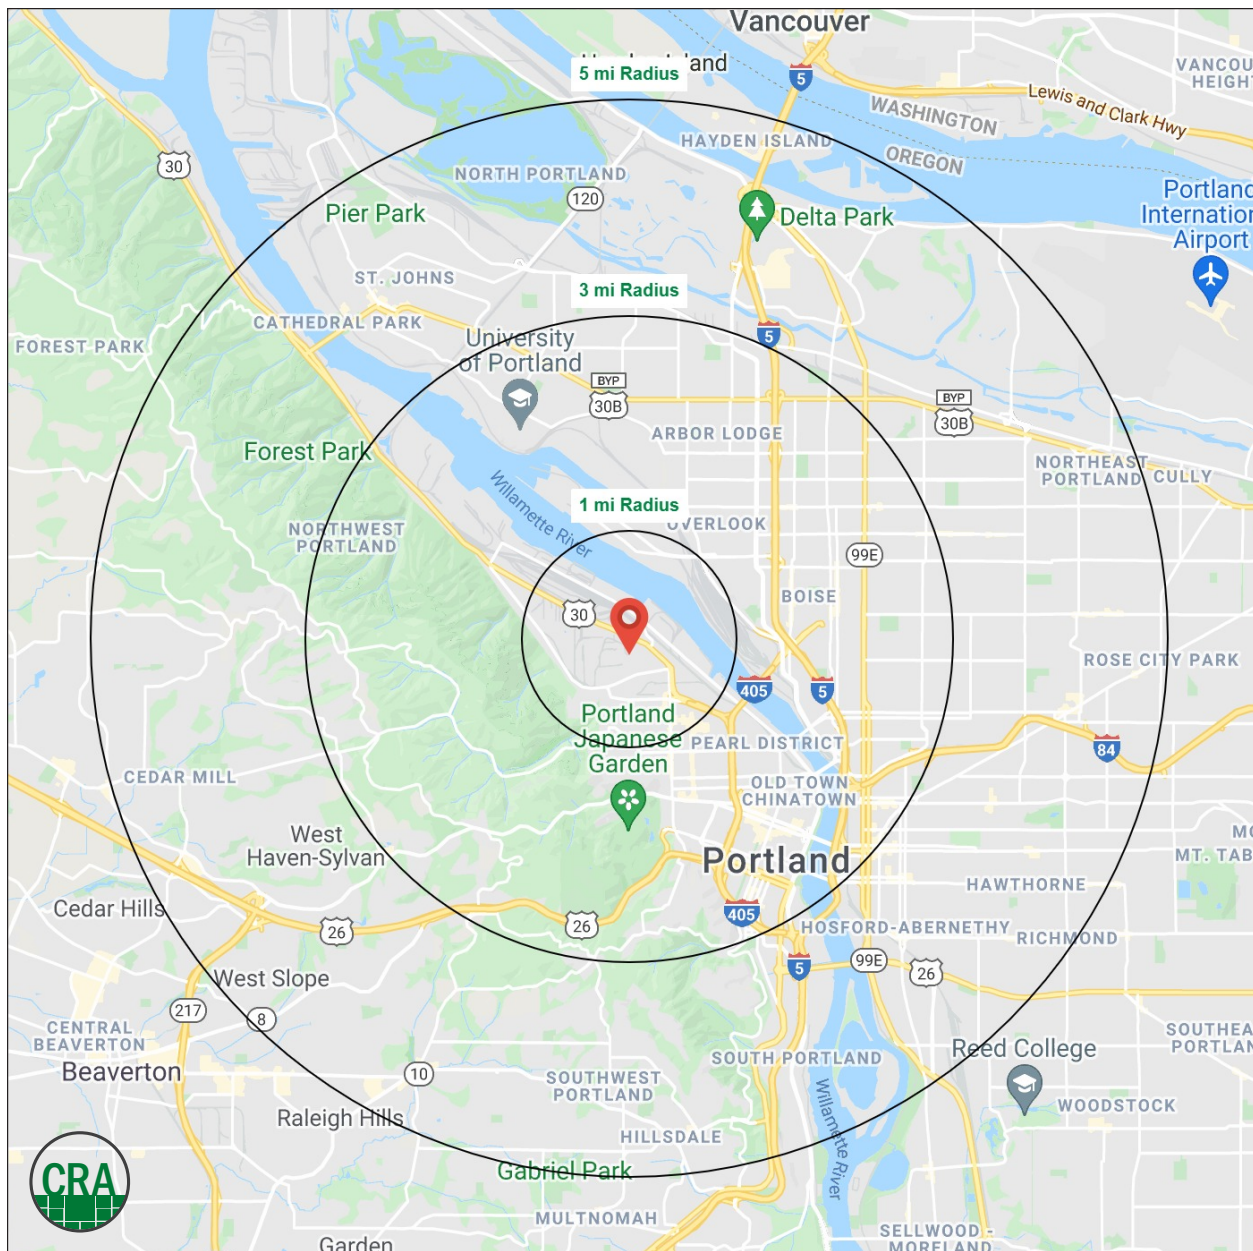 Vancouver
5 mi Radius
5
VANCOU
HEIGHT
Lewis and Clark Hwy
WASHINGTON
HAYDEN ISLAND
OREGON
30
NORTH PORTLAND
120
Pier Park
Delta Park
Portland
Internation
Airport
ST. JOHNS
3 mi Radius
CATHEDRAL PARK
5
FOREST PARK
University
of Portland
BYP
30B
BYP
30B
ARBOR LODGE
Forest Park
NORTHEAST
PORTLAND
CULLY
1 mi Radius
Willamette River
OVERLOOK
NORTHWEST
PORTLAND
99E
BOISE
30
ROSE CITY PARK
405
5
Portland
Japanese
Garden
PEARL DISTRICT
84
CEDAR MILL
OLD TOWN
CHINATOWN
West
Haven-Sylvan
MT. TAB
Portland
HAWTHORNE
Cedar Hills
405
26
26
HOSFORD-ABERNETHY
RICHMOND
5
99E
26
West Slope
217
8
CENTRAL
BEAVERTON
SOUTHEA
PORTLAN
Beaverton
10
SOUTH PORTLAND
Reed College
SOUTHWEST
PORTLAND
WOODSTOCK
Raleigh Hills
HILLSDALE
Willamette River
Gabriel Park
CRA
MULTNOMAH
SELLWOOD -
MORELAND
Garden